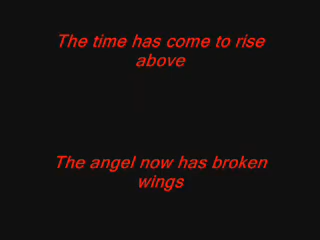 The time has come to rise
above
The angel now has broken
wings